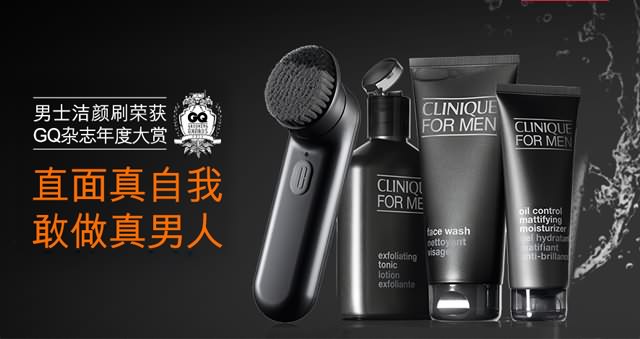 男士洁颜刷荣获
GQ杂志年度大赏
GQ
直面真自我
敢做真男人
CLINIQUE
FOR MEN
exfoliating
tonic
lotion
exfoliante
CLINIQUE
FOR MEN
face wash
nettoyant
visage
CLINIQUE
FOR MEN
oil control
mattifying
moisturizer
gel hydratant
matifiant
anti-brillance